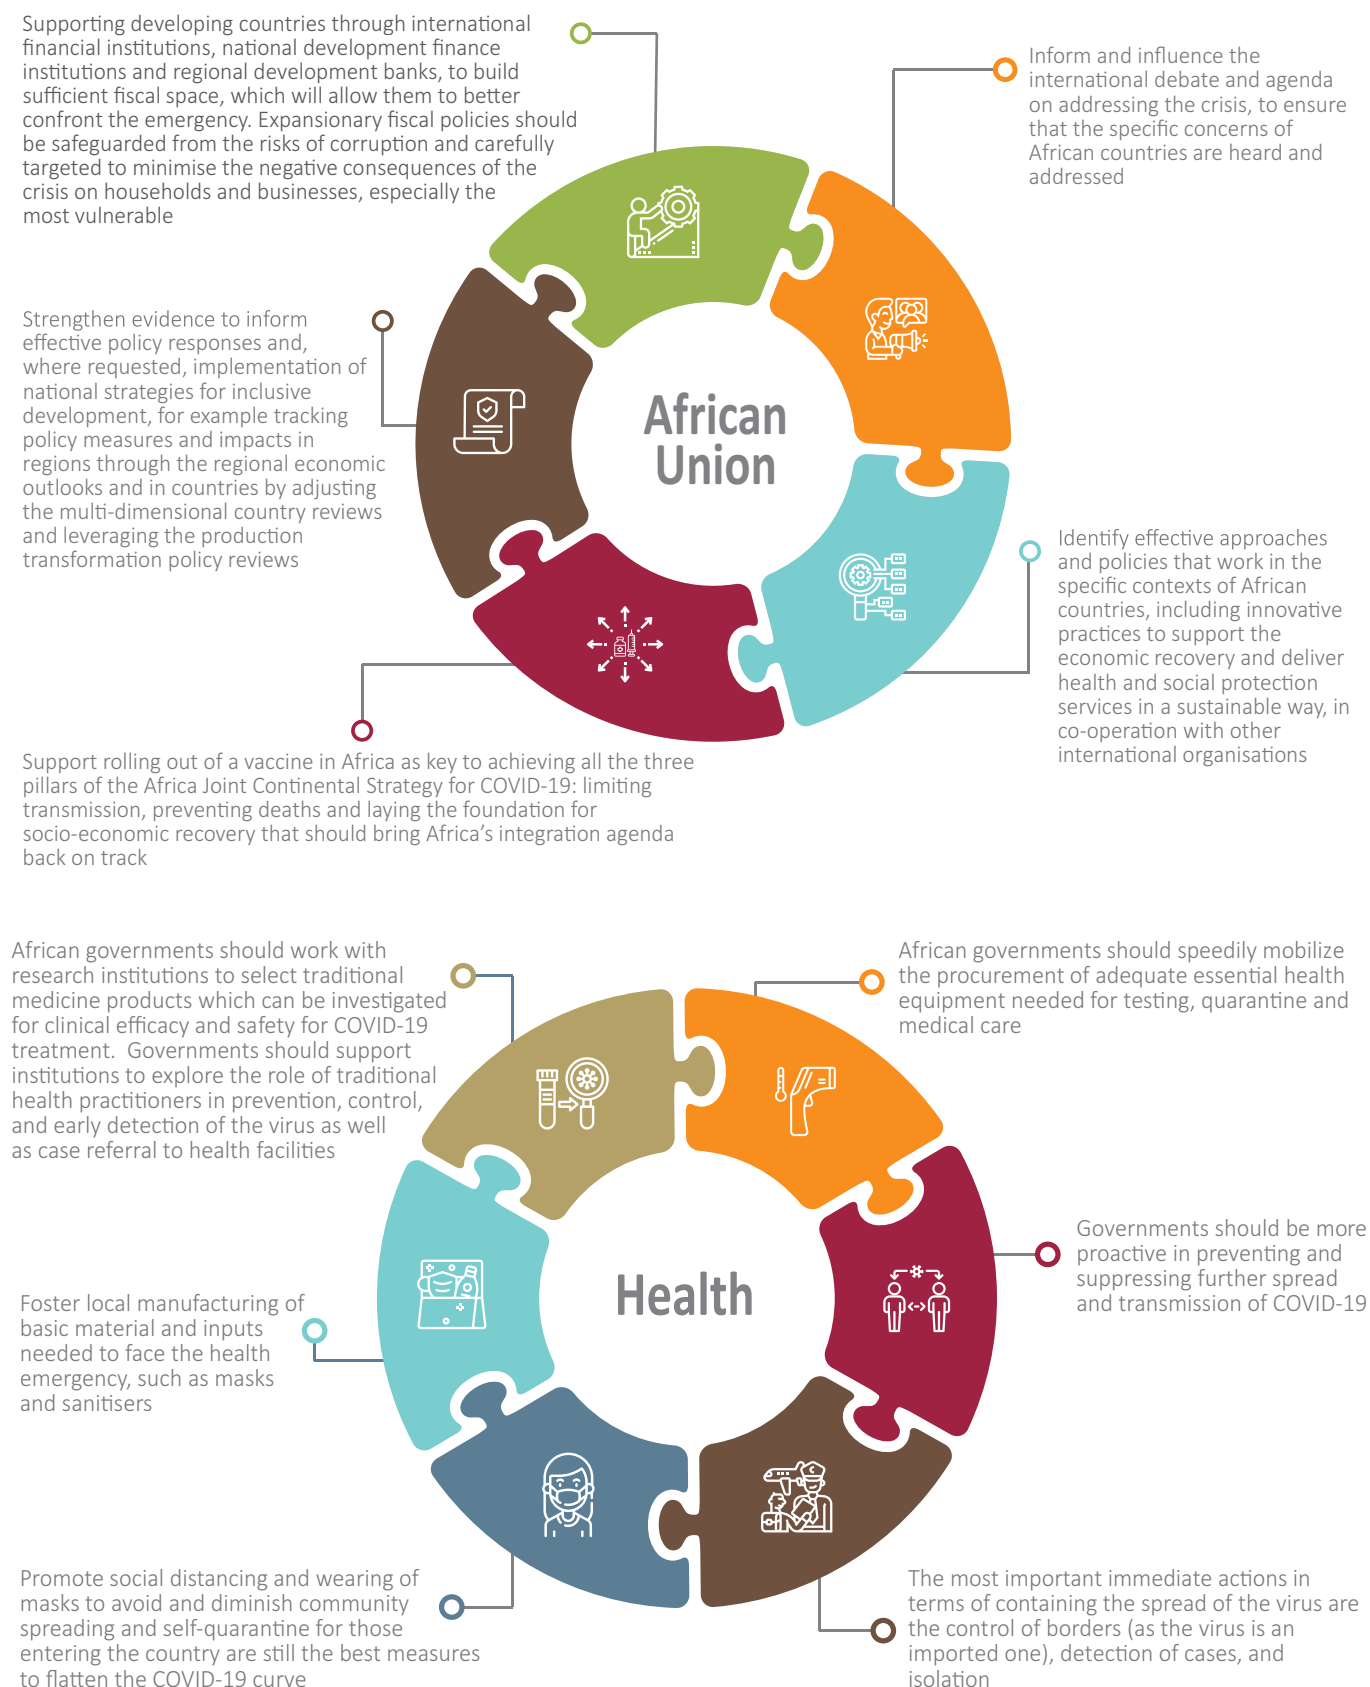 Supporting developing countries through international
financial institutions, national development finance
institutions and regional development banks, to build
sufficient fiscal space, which will allow them to better
confront the emergency. Expansionary fiscal policies should
be safeguarded from the risks of corruption and carefully
targeted to minimise the negative consequences of the
crisis on households and businesses, especially the
most vulnerable
Inform and influence the
international debate and agenda
on addressing the crisis, to ensure
that the specific concerns of
African countries are heard and
addressed
Strengthen evidence to inform
effective policy responses and,
where requested, implementation of
national strategies for inclusive
development, for example tracking
policy measures and impacts in
regions through the regional economic
outlooks and in countries by adjusting
the multi-dimensional country reviews
and leveraging the production
transformation policy reviews
African
Union
Identify effective approaches
and policies that work in the
specific contexts of African
countries, including innovative
practices to support the
economic recovery and deliver
health and social protection
services in a sustainable way, in
co-operation with other
international organisations
Support rolling out of a vaccine in Africa as key to achieving all the three
pillars of the Africa Joint Continental Strategy for COVID-19: limiting
transmission, preventing deaths and laying the foundation for
socio-economic recovery that should bring Africa's integration agenda
back on track
African governments should work with
research institutions to select traditional
medicine products which can be investigated
for clinical efficacy and safety for COVID-19
treatment. Governments should support
institutions to explore the role of traditional
health practitioners in prevention, control,
and early detection of the virus as well
as case referral to health facilities
African governments should speedily mobilize
the procurement of adequate essential health
equipment needed for testing, quarantine and
medical care
Governments should be more
proactive in preventing and
suppressing further spread
and transmission of COVID-19
Health
Foster local manufacturing of
basic material and inputs
needed to face the health
emergency, such as masks
and sanitisers
Promote social distancing and wearing of
masks to avoid and diminish community
spreading and self-quarantine for those
entering the country are still the best measures
to flatten the COVID-19 curve
The most important immediate actions in
terms of containing the spread of the virus are
the control of borders (as the virus is an
imported one), detection of cases, and
isolation